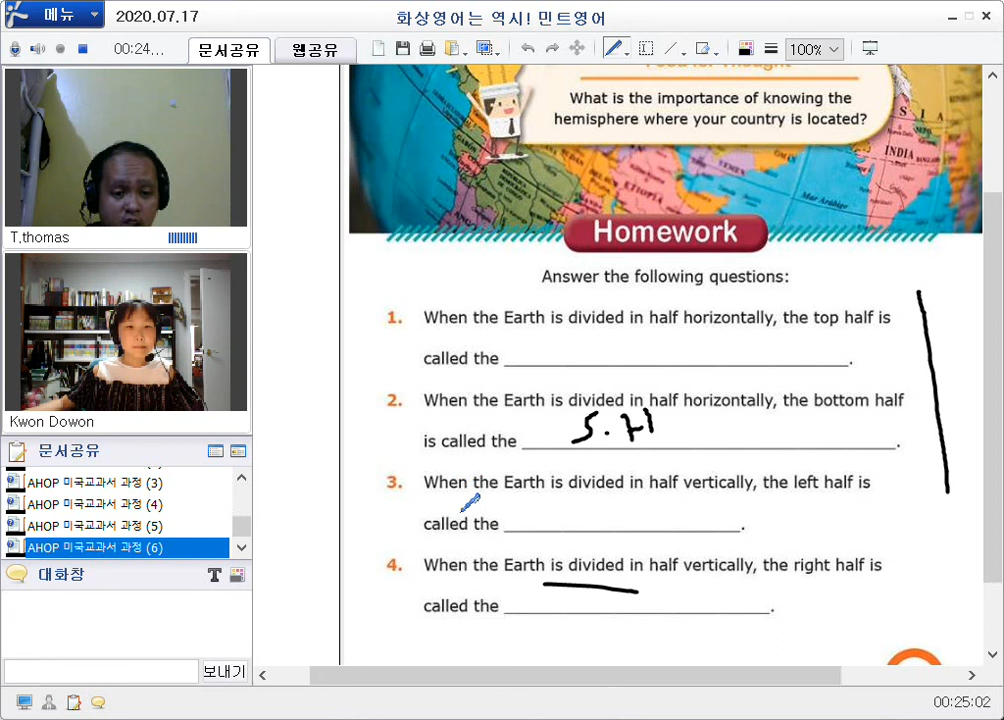 메뉴 2020.07.17 화상영어는 역시! 민트영어
00:24... 문서공유 웹공유 100%
What is the importance of knowing the
hemisphere where your country is located?
INDIA
ETIOPIA
Mar Arábigo
T,thomas
Homework
Answer the following questions:
1. When the Earth is divided in half horizontally, the top half is
called the ____________________.
2. When the Earth is divided in half horizontally, the bottom half
is called the ____________________.
S. H
3. When the Earth is divided in half vertically, the left half is
called the ____________________.
4. When the Earth is divided in half vertically, the right half is
called the ____________________.
Kwon Dowon
문서공유
AHOP 미국교과서 과정 (3)
AHOP 미국교과서 과정 (4)
AHOP 미국교과서 과정 (5)
AHOP 미국교과서 과정 (6)
대화창
보내기
00:25:02